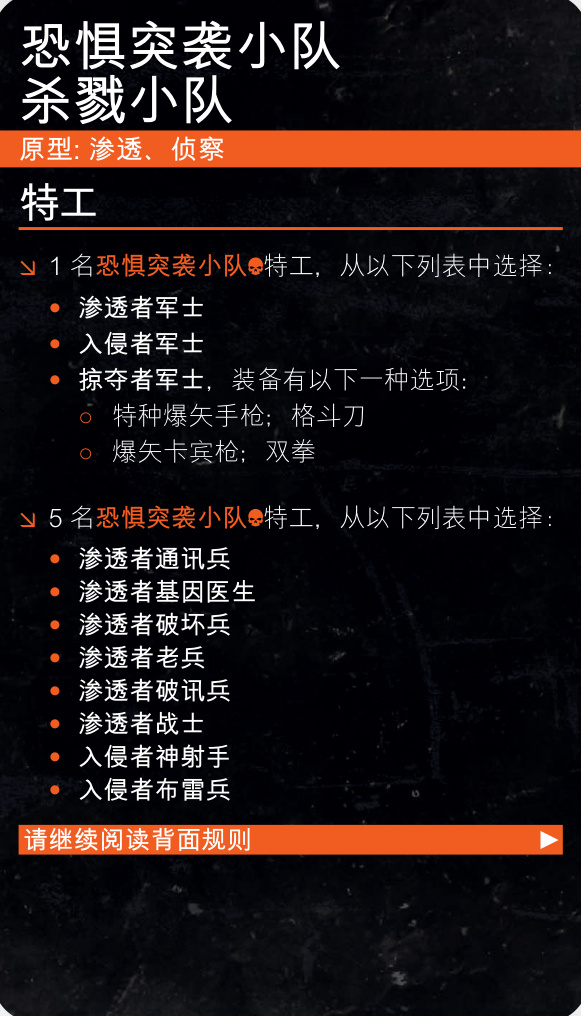 恐惧突袭小队
杀戮小队
原型: 渗透、侦察
特工
1 名恐惧突袭小队特工，从以下列表中选择：
渗透者军士
入侵者军士
掠夺者军士，装备有以下一种选项：
特种爆矢手枪；格斗刀
爆矢卡宾枪；双拳
5 名恐惧突袭小队特工，从以下列表中选择：
渗透者通讯兵
渗透者基因医生
渗透者破坏兵
渗透者老兵
渗透者破讯兵
渗透者战士
入侵者神射手
入侵者布雷兵
请继续阅读背面规则